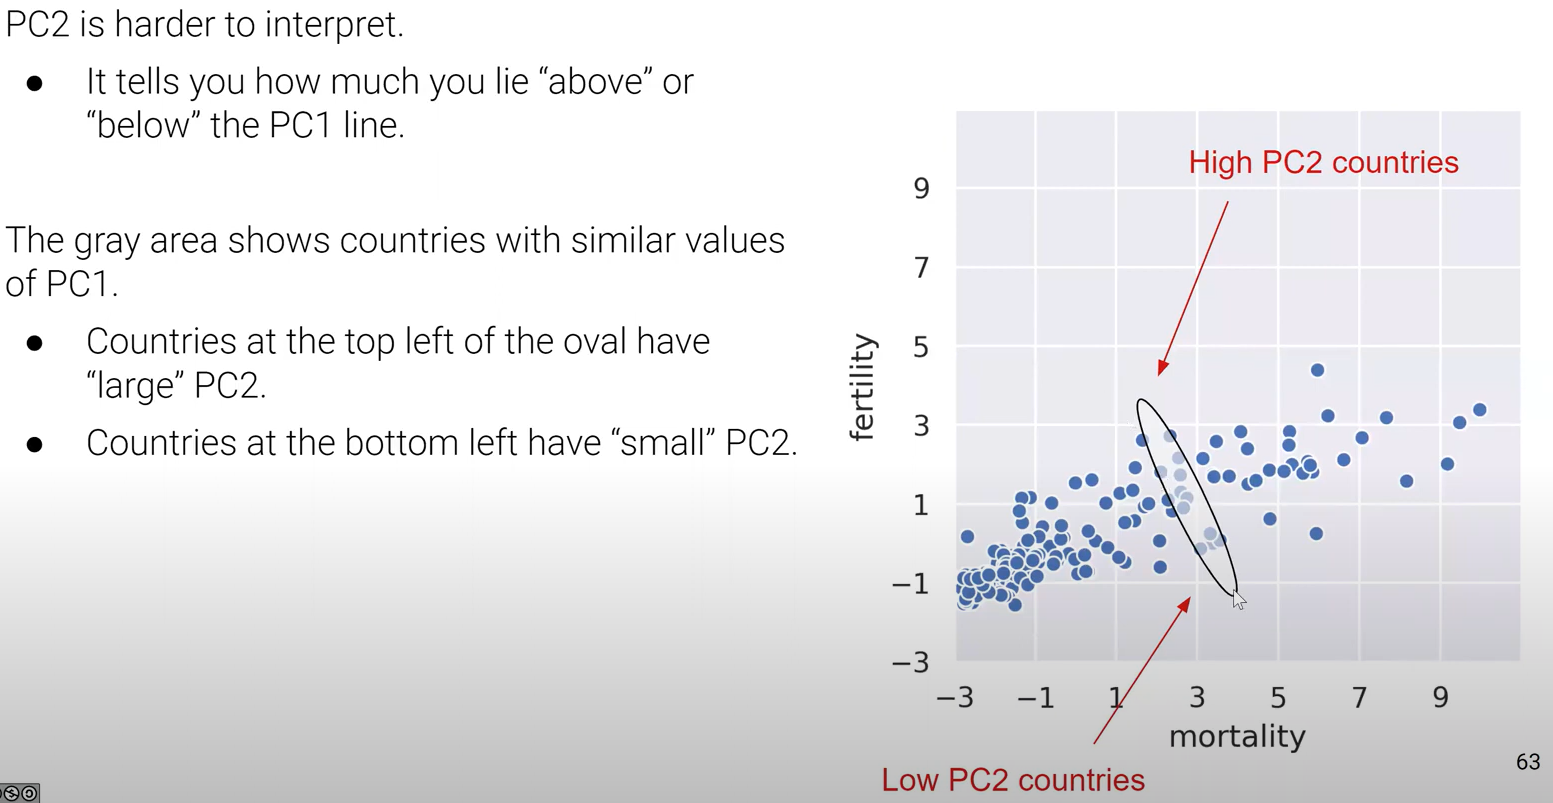 PC2 is harder to interpret.
● It tells you how much you lie “above” or
“below” the PC1 line.
The gray area shows countries with similar values
of PC1.
● Countries at the top left of the oval have
“large” PC2.
● Countries at the bottom left have “small” PC2.
High PC2 countries
9
7
5
3
1
−1
−3
fertility
−3 −1 1 3 5 7 9
mortality
Low PC2 countries
63